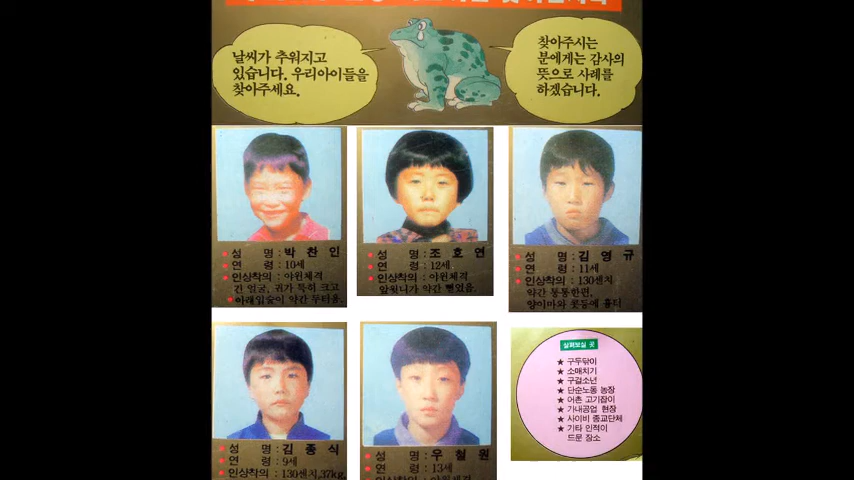 날씨가 추워지고
있습니다. 우리아이들을
찾아주세요.
찾아주시는
분에게는 감사의
뜻으로 사례를
하겠습니다.
성 명 : 박 찬 인
연 령 : 10세
인상착의 : 야윈체격
긴 얼굴, 귀가 특히 크고
아래입술이 약간 두터움.
성 명 : 조 호 연
연 령 : 12세
인상착의 : 야윈체격
앞윗니가 약간 뻗었음.
성 명 : 김 영 규
연 령 : 11세
인상착의 : 130센치
약간 통통한편,
양이마와 콧등에 흉터
성 명 : 김 종 식
연 령 : 9세
인상착의 : 130센치, 37kg,
성 명 : 우 철 원
연 령 : 13세
인상착의 : 야윈체격
살펴보실 곳
★ 구두닦이
★ 소매치기
★ 구걸소년
★ 단순노동 농장
★ 어촌 고기잡이
★ 가내공업 현장
★ 사이비 종교단체
★ 기타 인적이
드문 장소